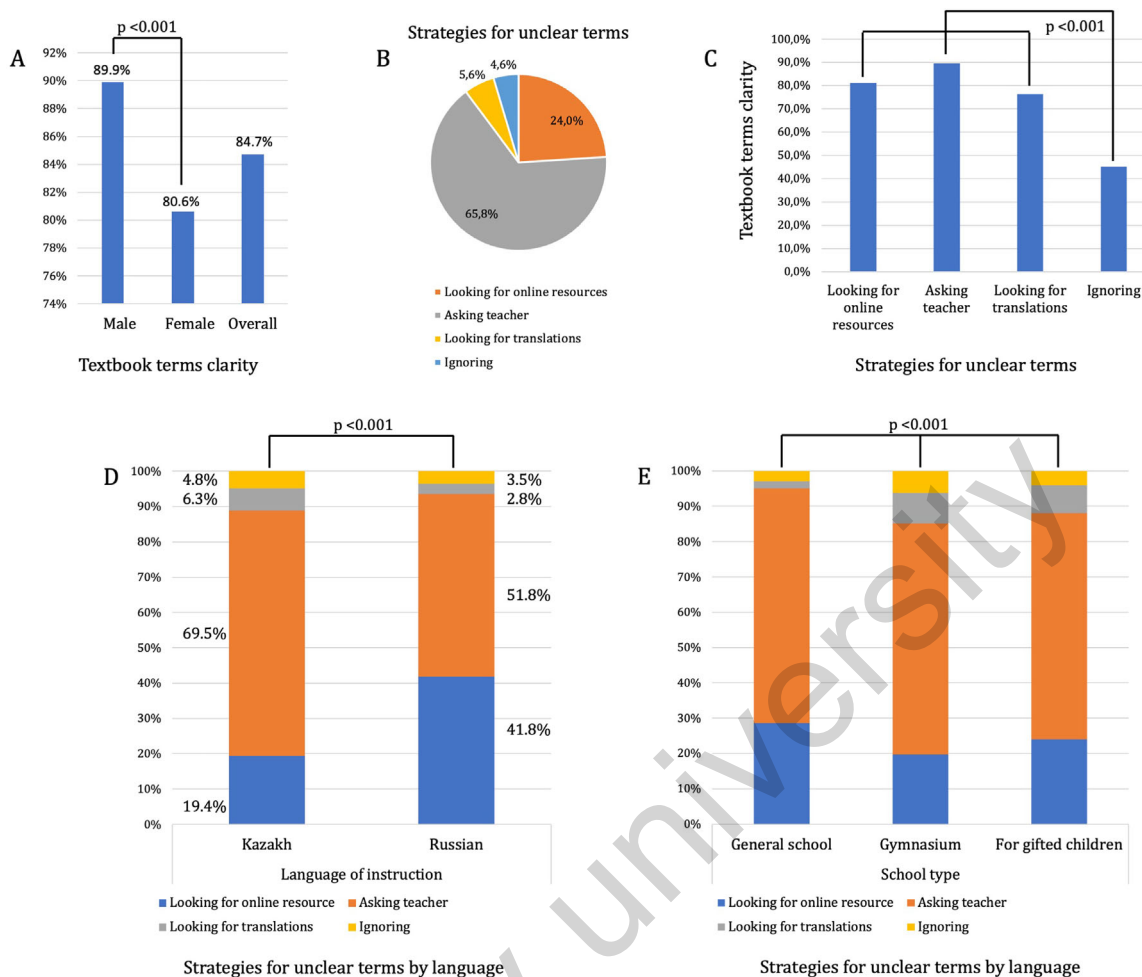 A
p <0.001
92%
90%
88%
86%
84%
82%
80%
78%
76%
74%
89.9%
80.6%
84.7%
Male Female Overall
Textbook terms clarity
B
Strategies for unclear terms
5,6%
4,6%
24,0%
65,8%
Looking for online resources
Asking teacher
Looking for translations
Ignoring
C
p <0.001
Textbook terms clarity
100,0%
90,0%
80,0%
70,0%
60,0%
50,0%
40,0%
30,0%
20,0%
10,0%
0,0%
Looking for online resources
Asking teacher
Looking for translations
Ignoring
Strategies for unclear terms
D
p <0.001
100%
90%
80%
70%
60%
50%
40%
30%
20%
10%
0%
4.8%
6.3%
69.5%
19.4%
3.5%
2.8%
51.8%
41.8%
Kazakh Russian
Language of instruction
Looking for online resource Asking teacher
Looking for translations Ignoring
Strategies for unclear terms by language
E
p <0.001
100%
90%
80%
70%
60%
50%
40%
30%
20%
10%
0%
General school Gymnasium For gifted children
School type
Looking for online resource Asking teacher
Looking for translations Ignoring
Strategies for unclear terms by language
university